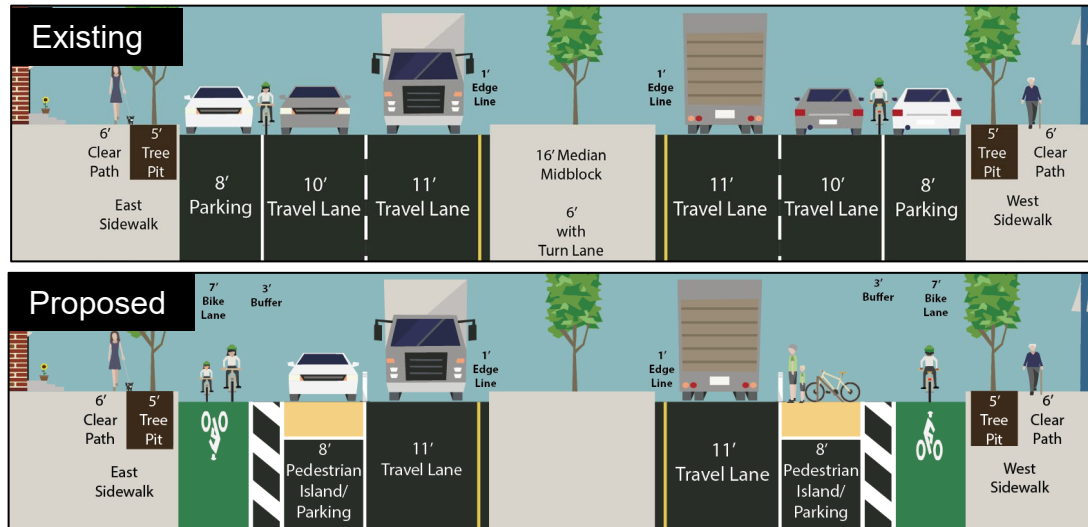 Existing
1'
Edge
Line
1'
Edge
Line
6'
Clear
Path
5'
Tree
Pit
East
Sidewalk
8'
Parking
10'
Travel Lane
11'
Travel Lane
16' Median
Midblock
6'
with
Turn Lane
11'
Travel Lane
10'
Travel Lane
8'
Parking
5'
Tree
Pit
6'
Clear
Path
West
Sidewalk
Proposed
7'
Bike
Lane
3'
Buffer
1'
Edge
Line
1'
Edge
Line
3'
Buffer
7'
Bike
Lane
6'
Clear
Path
5'
Tree
Pit
East
Sidewalk
8'
Pedestrian
Island/
Parking
11'
Travel Lane
11'
Travel Lane
8'
Pedestrian
Island/
Parking
5'
Tree
Pit
6'
Clear
Path
West
Sidewalk